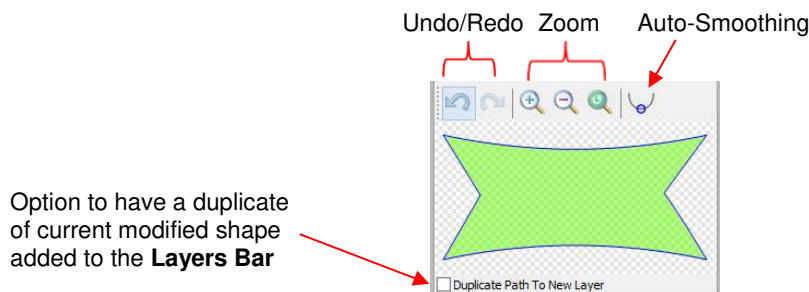 Undo/Redo Zoom Auto-Smoothing
Option to have a duplicate
of current modified shape
added to the Layers Bar
Duplicate Path To New Layer